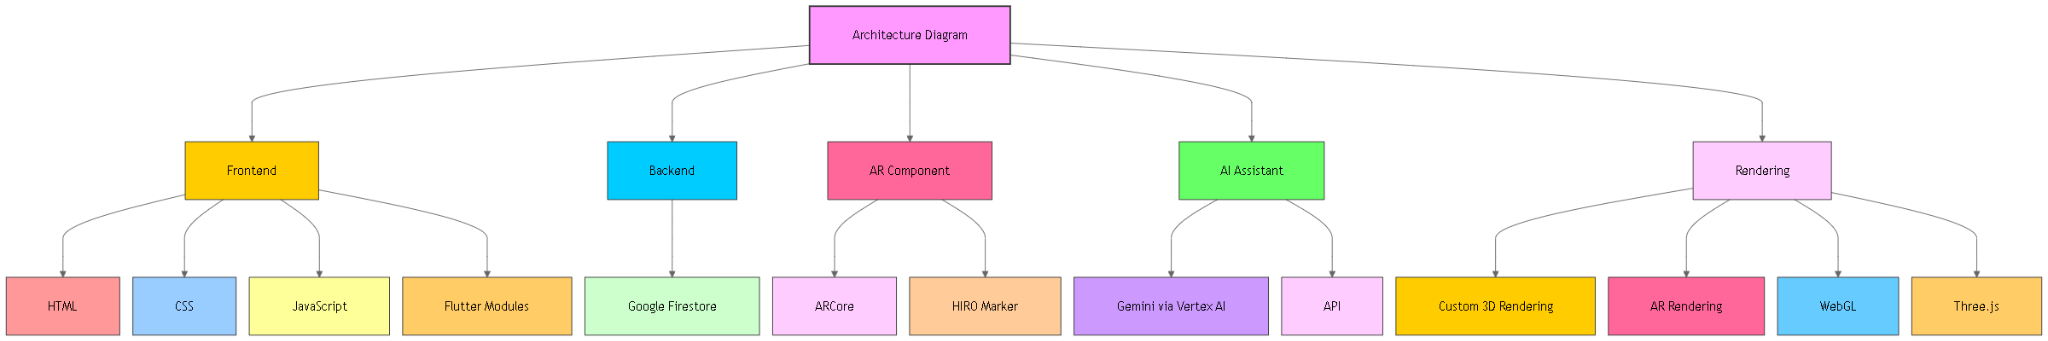 Architecture Diagram
Frontend
Backend
AR Component
AI Assistant
Rendering
HTML
CSS
JavaScript
Flutter Modules
Google Firestore
ARCore
HIRO Marker
Gemini via Vertex AI
API
Custom 3D Rendering
AR Rendering
WebGL
Three.js